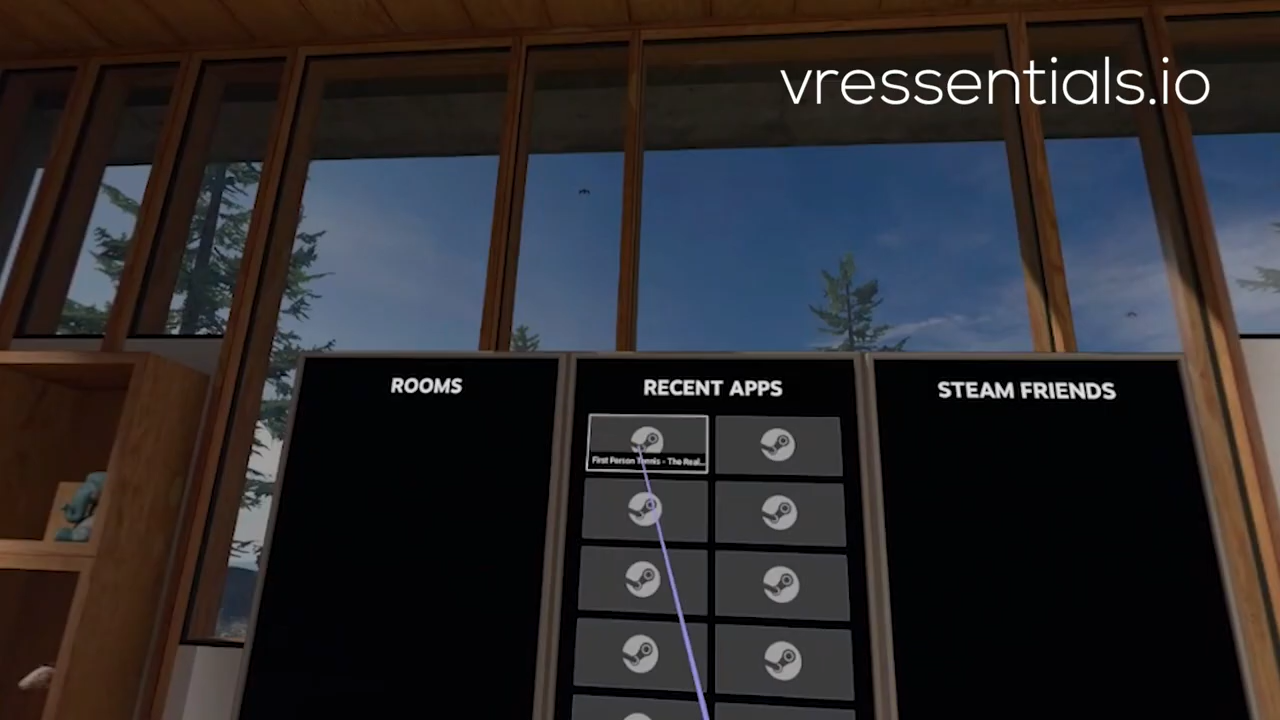 vressentials.io
ROOMS
RECENT APPS
STEAM FRIENDS
First Person Tennis - The Real...